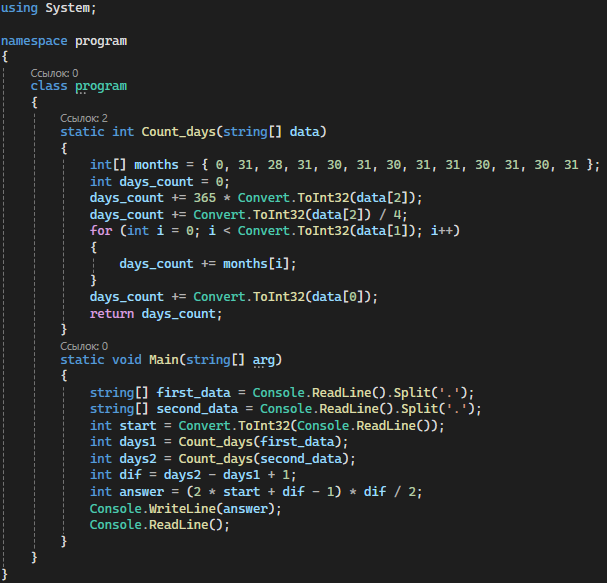 using System;
namespace program
{
Ссылок: 0
class program
{
Ссылок: 2
static int Count_days(string[] data)
{
int[] months = { 0, 31, 28, 31, 30, 31, 30, 31, 31, 30, 31, 30, 31 };
int days_count = 0;
days_count += 365 * Convert.ToInt32(data[2]);
days_count += Convert.ToInt32(data[2]) / 4;
for (int i = 0; i < Convert.ToInt32(data[1]); i++)
{
days_count += months[i];
}
days_count += Convert.ToInt32(data[0]);
return days_count;
}
Ссылок: 0
static void Main(string[] arg)
{
string[] first_data = Console.ReadLine().Split('.');
string[] second_data = Console.ReadLine().Split('.');
int start = Convert.ToInt32(Console.ReadLine());
int days1 = Count_days(first_data);
int days2 = Count_days(second_data);
int dif = days2 - days1 + 1;
int answer = (2 * start + dif - 1) * dif / 2;
Console.WriteLine(answer);
Console.ReadLine();
}
}
}